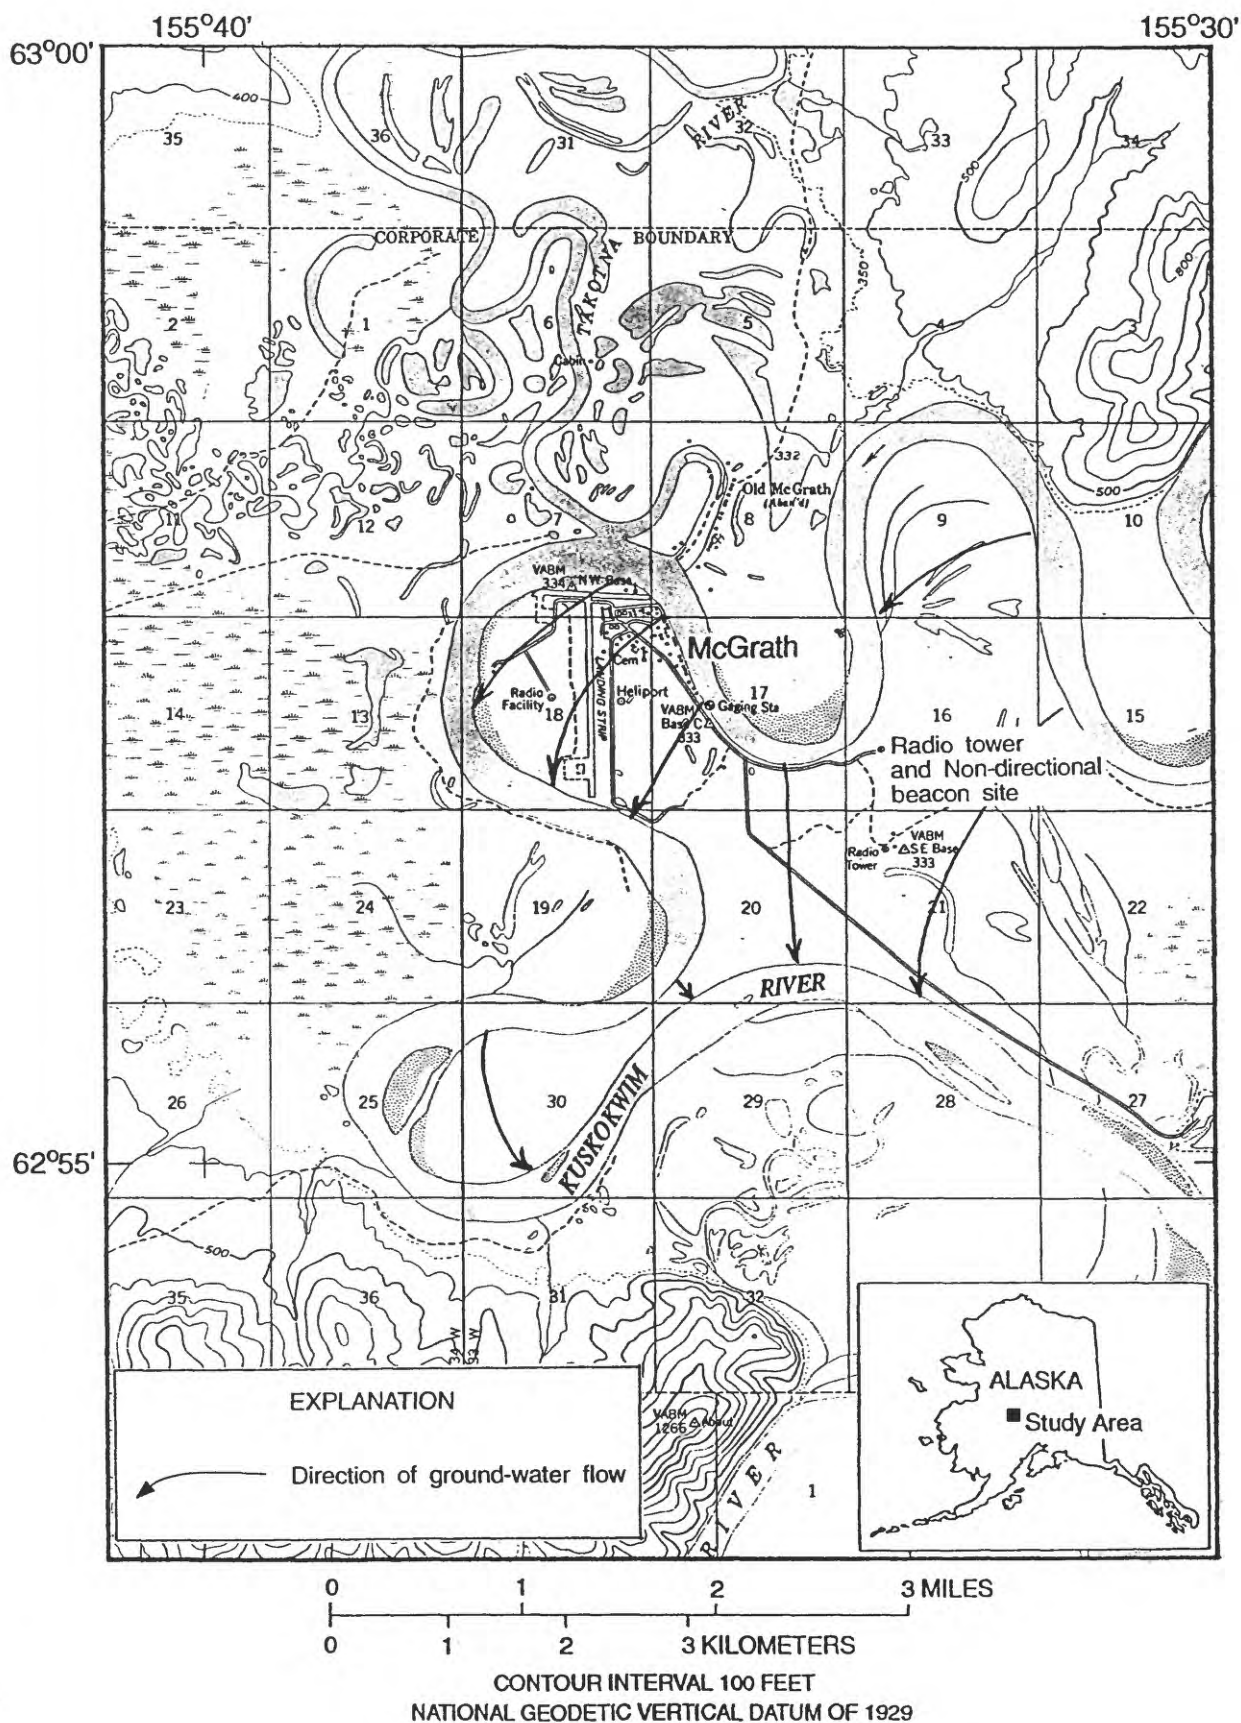 155°40'
155°30'
63°00'
400
35
36
31
RIVER
32
33
34
500
CORPORATE
BOUNDARY
TAKOTNA
350
800
2
1
6
5
4
3
Cabin
332
Old McGrath
(Aban'd)
500
11
12
7
8
9
10
VABM
334 △ N W Base
McGrath
Cem
LANDING STRIP
Radio
Facility
Heliport
VABM
333
Gaging Sta
14
13
18
17
16
15
Radio tower
and Non-directional
beacon site
Radio
Tower
VABM
△ S E Base
333
23
24
19
20
21
22
RIVER
26
25
30
KUSKOKWIM
29
28
27
62°55'
500
35
36
31
32
34 W
33 W
EXPLANATION
Direction of ground-water flow
VABM
1266 △ About
RIVER
1
ALASKA
Study Area
0 1 2 3 MILES
0 1 2 3 KILOMETERS
CONTOUR INTERVAL 100 FEET
NATIONAL GEODETIC VERTICAL DATUM OF 1929